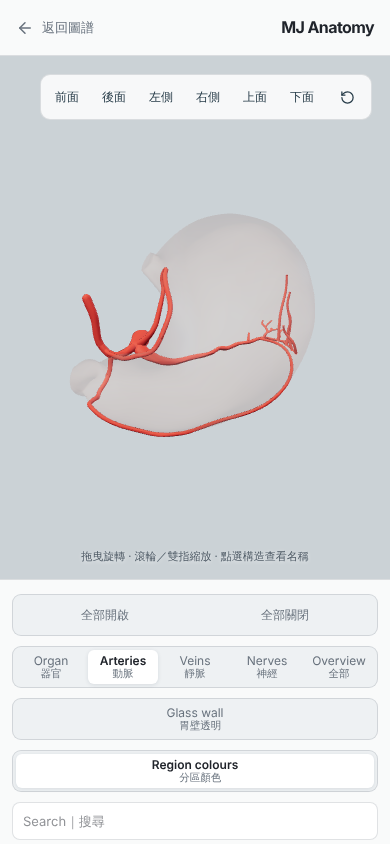 返回圖譜
MJ Anatomy
前面 後面 左側 右側 上面 下面
拖曳旋轉 · 滾輪／雙指縮放 · 點選構造查看名稱
全部開啟 全部關閉
Organ Arteries Veins Nerves Overview
器官 動脈 靜脈 神經 全部
Glass wall
胃壁透明
Region colours
分區顏色
Search｜搜尋